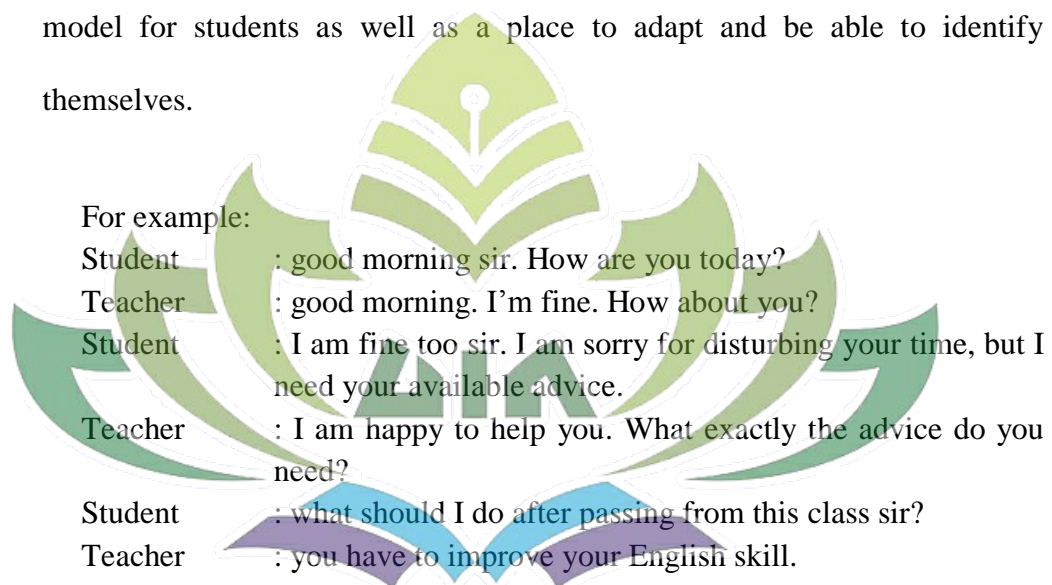 model for students as well as a place to adapt and be able to identify
themselves.
For example:
Student : good morning sir. How are you today?
Teacher : good morning. I'm fine. How about you?
Student : I am fine too sir. I am sorry for disturbing your time, but I
need your available advice.
Teacher : I am happy to help you. What exactly the advice do you
need?
Student : what should I do after passing from this class sir?
Teacher : you have to improve your English skill.